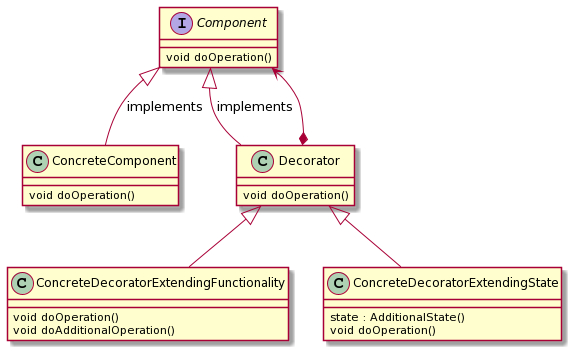 I Component
void doOperation()
implements
implements
C ConcreteComponent
void doOperation()
C Decorator
void doOperation()
C ConcreteDecoratorExtendingFunctionality
void doOperation()
void doAdditionalOperation()
C ConcreteDecoratorExtendingState
state : AdditionalState()
void doOperation()